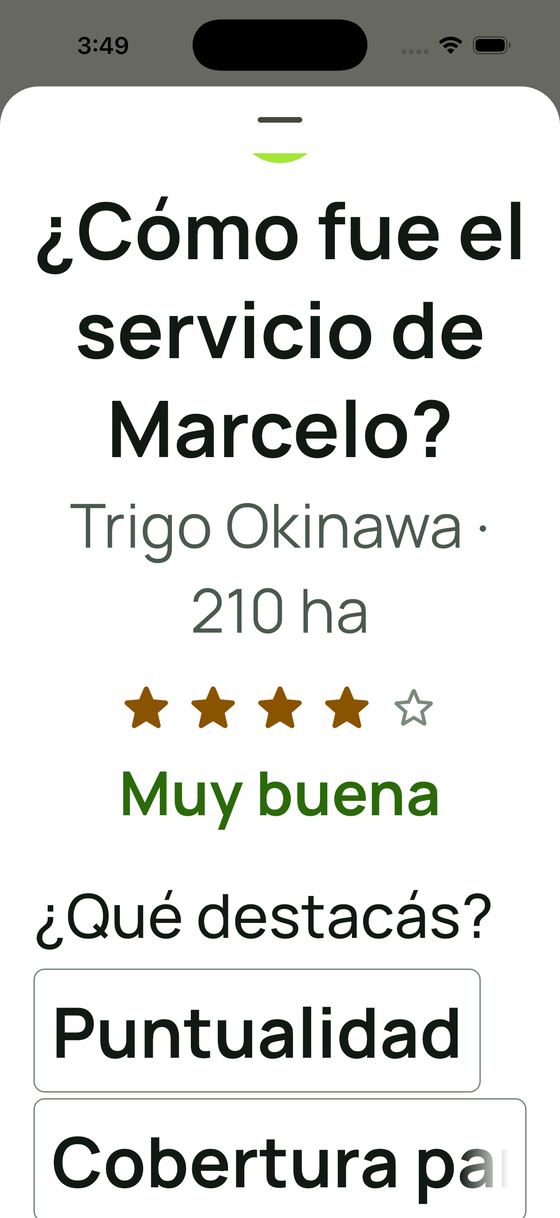 3:49
¿Cómo fue el
servicio de
Marcelo?
Trigo Okinawa ·
210 ha
Muy buena
¿Qué destacás?
Puntualidad
Cobertura